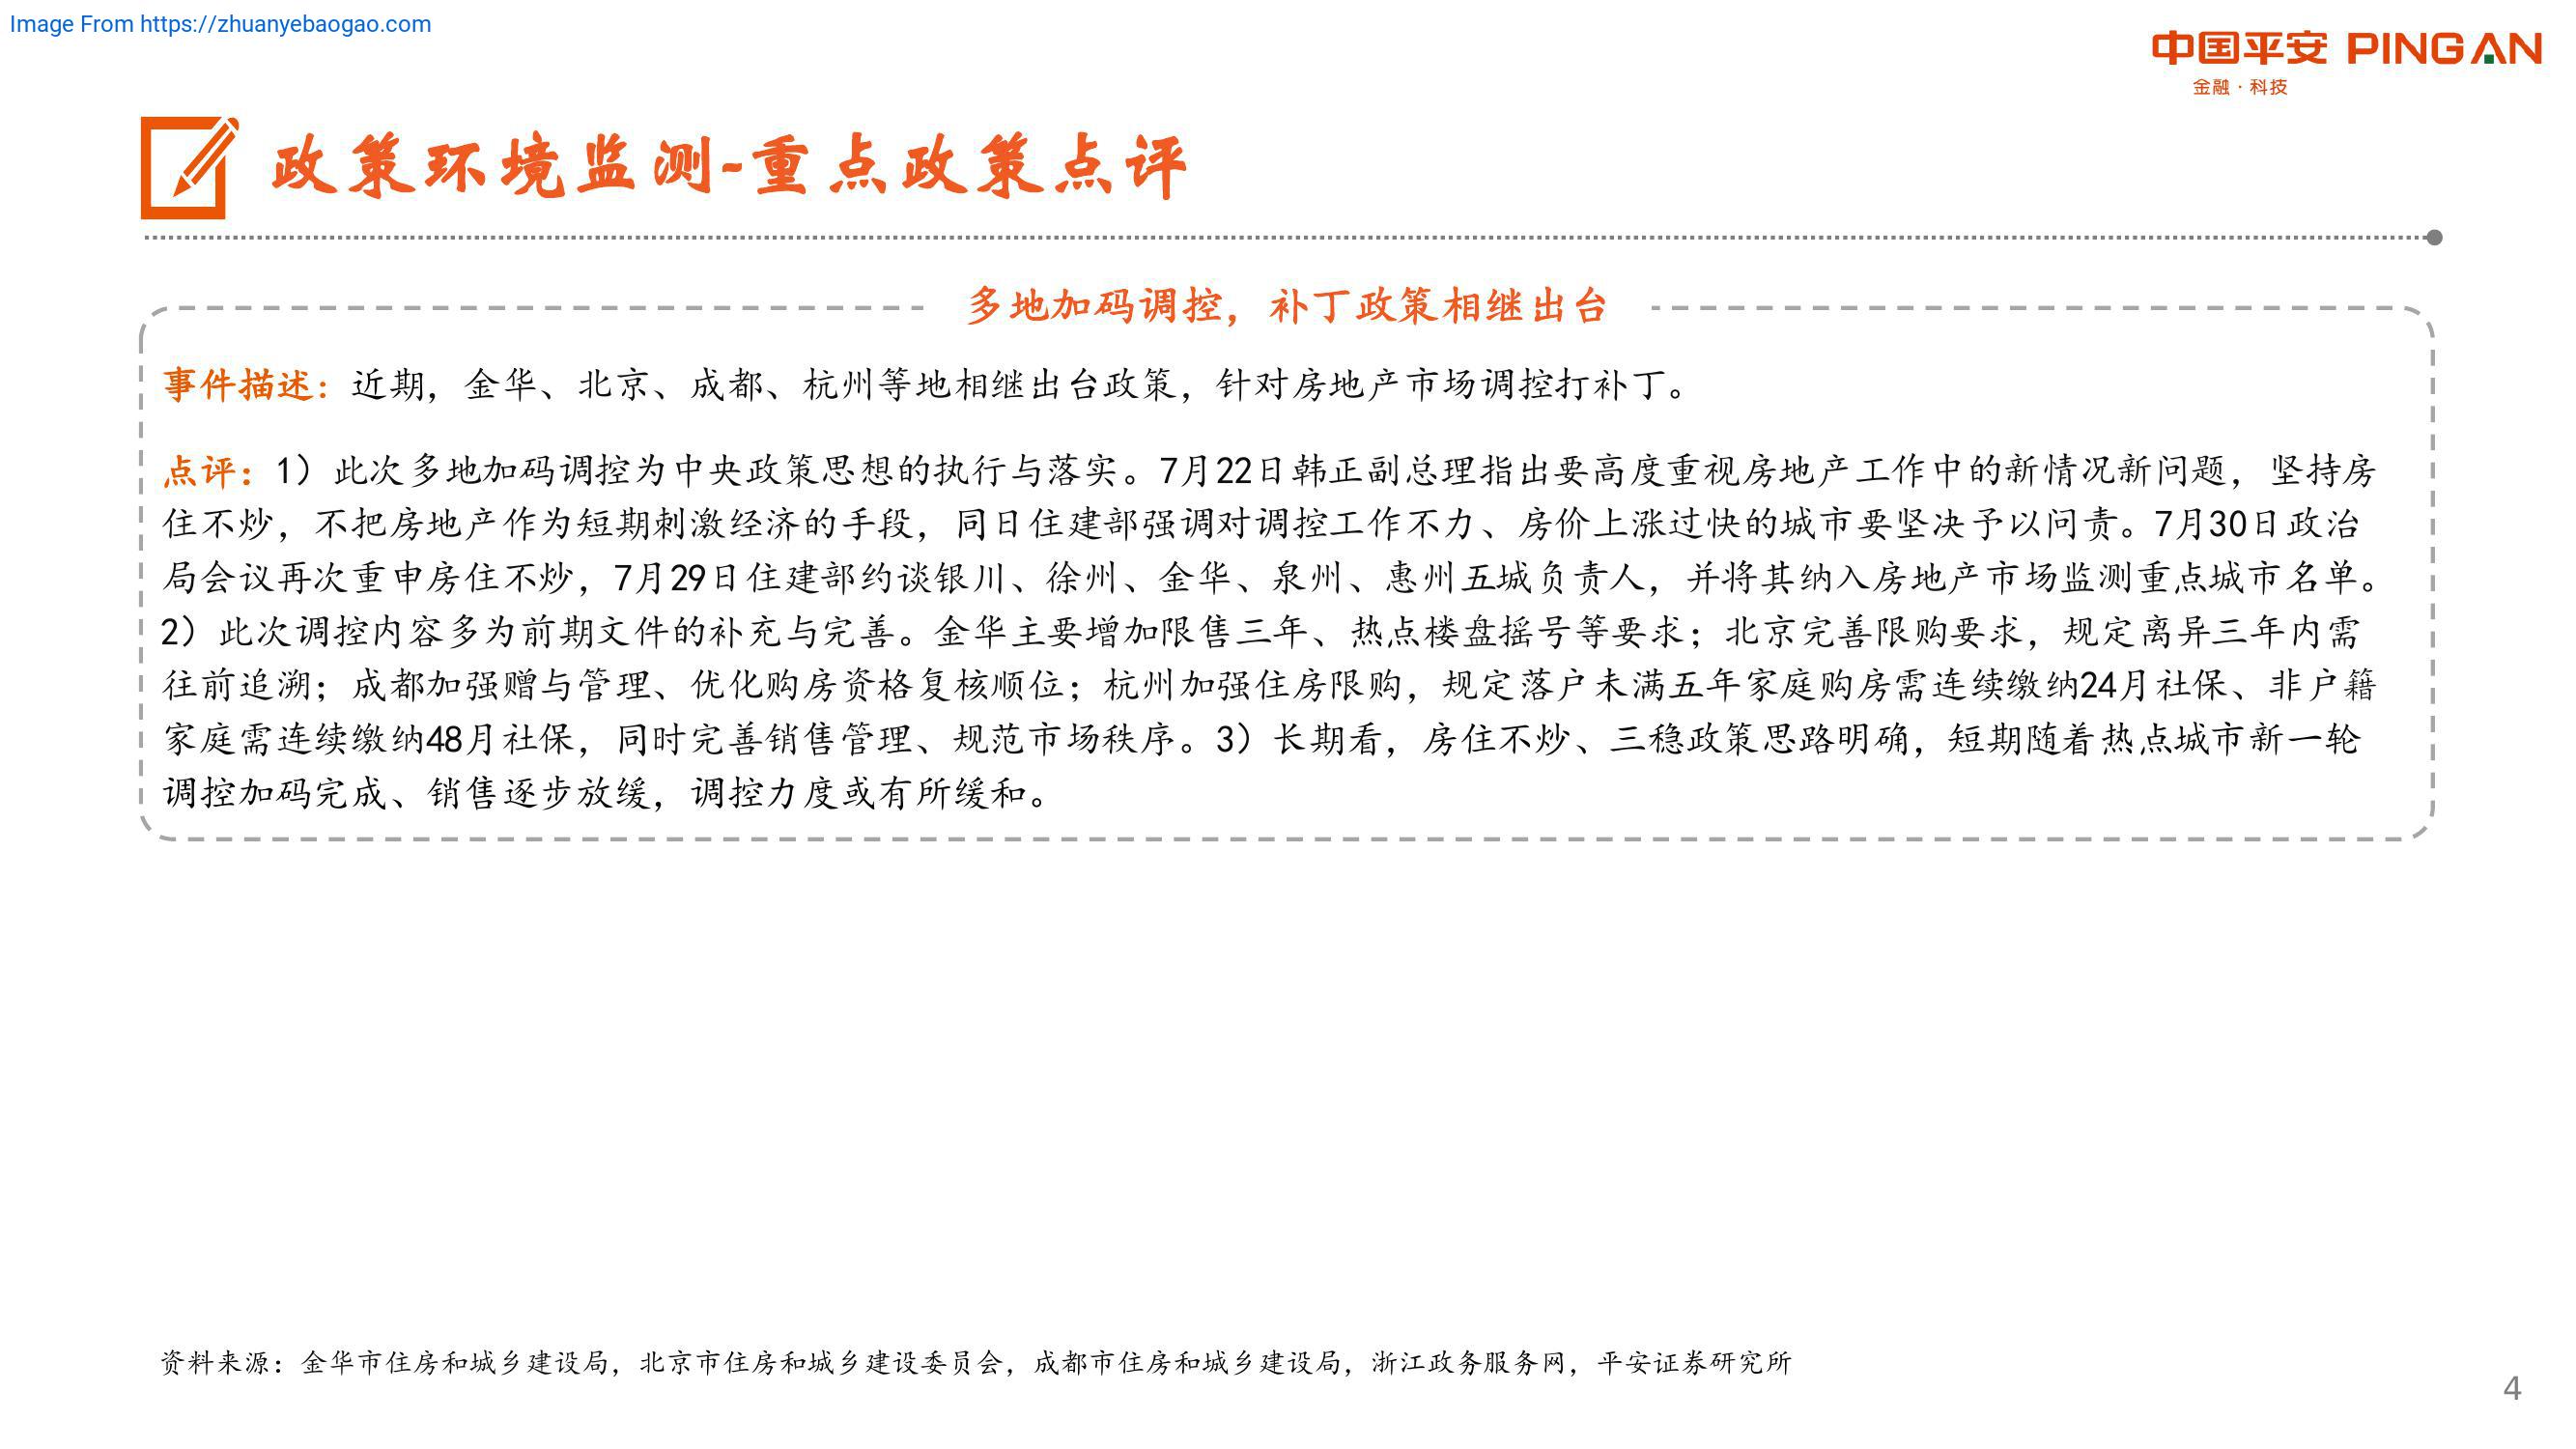 Image From https://zhuanyebaogao.com
中国平安 PING AN
金融·科技
政策环境监测-重点政策点评
多地加码调控，补丁政策相继出台
事件描述：近期，金华、北京、成都、杭州等地相继出台政策，针对房地产市场调控打补丁。
点评：1）此次多地加码调控为中央政策思想的执行与落实。7月22日韩正副总理指出要高度重视房地产工作中的新情况新问题，坚持房
住不炒，不把房地产作为短期刺激经济的手段，同日住建部强调对调控工作不力、房价上涨过快的城市要坚决予以问责。7月30日政治
局会议再次重申房住不炒，7月29日住建部约谈银川、徐州、金华、泉州、惠州五城负责人，并将其纳入房地产市场监测重点城市名单。
2）此次调控内容多为前期文件的补充与完善。金华主要增加限售三年、热点楼盘摇号等要求；北京完善限购要求，规定离异三年内需
往前追溯；成都加强赠与管理、优化购房资格复核顺位；杭州加强住房限购，规定落户未满五年家庭购房需连续缴纳24月社保、非户籍
家庭需连续缴纳48月社保，同时完善销售管理、规范市场秩序。3）长期看，房住不炒、三稳政策思路明确，短期随着热点城市新一轮
调控加码完成、销售逐步放缓，调控力度或有所缓和。
资料来源：金华市住房和城乡建设局，北京市住房和城乡建设委员会，成都市住房和城乡建设局，浙江政务服务网，平安证券研究所
4